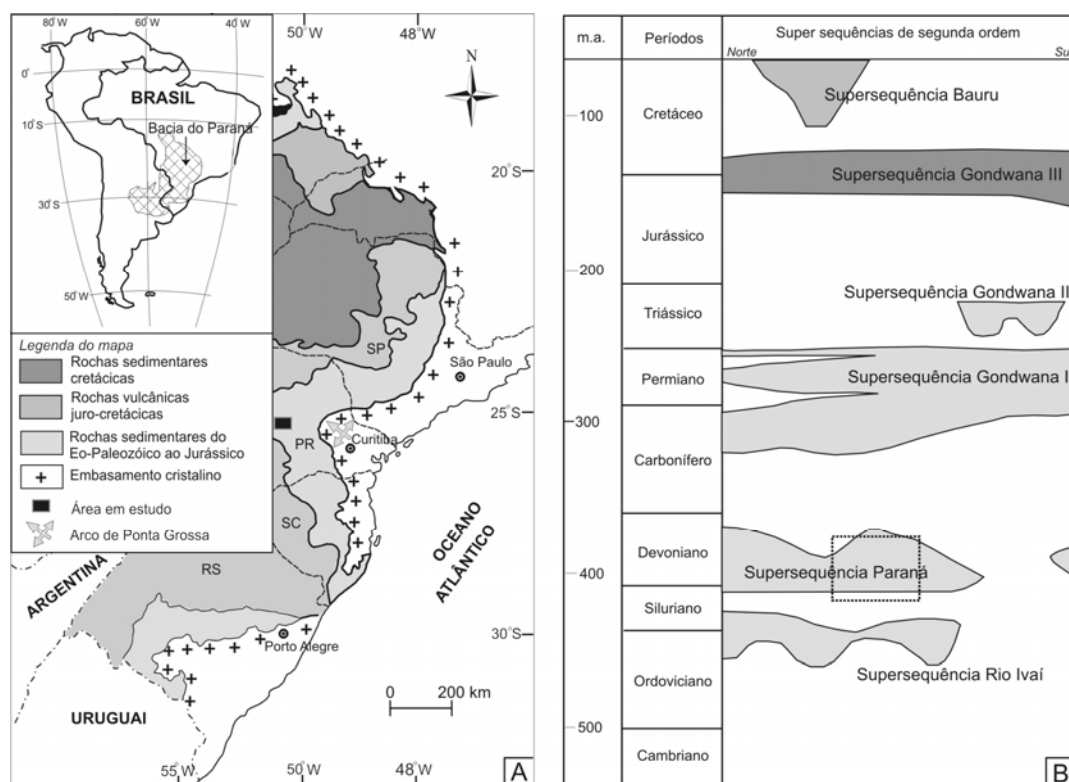 80°W
60°W
40°W
0°
10°S
30°S
50°W
BRASIL
Bacia do Paraná
Legenda do mapa
Rochas sedimentares
cretácicas
Rochas vulcânicas
juro-cretácicas
Rochas sedimentares do
Eo-Paleozóico ao Jurássico
Embasamento cristalino
Área em estudo
Arco de Ponta Grossa
50°W
48°W
N
20°S
SP
São Paulo
25°S
PR
Curitiba
SC
OCEANO
ATLÂNTICO
ARGENTINA
RS
30°S
Porto Alegre
0 200 km
URUGUAI
55°W
50°W
48°W
A
m.a.
Períodos
Super sequências de segunda ordem
Norte
Su
100
200
300
400
500
Cretáceo
Jurássico
Triássico
Permiano
Carbonífero
Devoniano
Siluriano
Ordoviciano
Cambriano
Supersequência Bauru
Supersequência Gondwana III
Supersequência Gondwana II
Supersequência Gondwana I
Supersequência Paraná
Supersequência Rio Ivaí
B